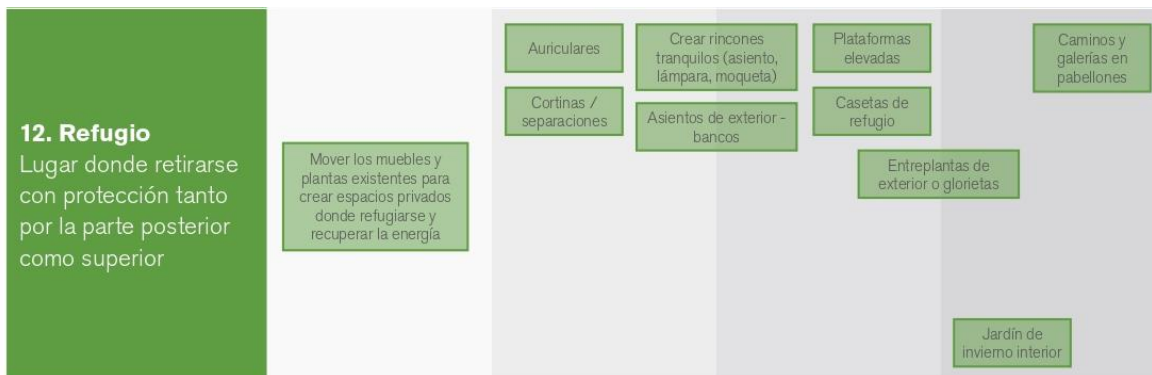 12. Refugio
Lugar donde retirarse
con protección tanto
por la parte posterior
como superior
Mover los muebles y
plantas existentes para
crear espacios privados
donde refugiarse y
recuperar la energía
Auriculares
Cortinas /
separaciones
Crear rincones
tranquilos (asiento,
lámpara, moqueta)
Asientos de exterior -
bancos
Plataformas
elevadas
Casetas de
refugio
Entreplantas de
exterior o glorietas
Caminos y
galerías en
pabellones
Jardín de
invierno interior